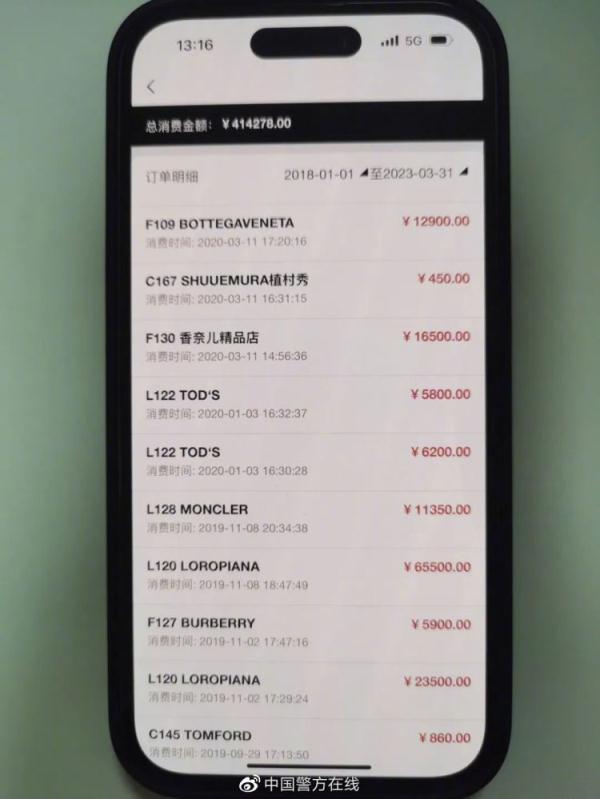 13:16
5G
总消费金额：¥414278.00
订单明细 2018-01-01 至2023-03-31
F109 BOTTEGAVENETA ¥12900.00
消费时间: 2020-03-11 17:20:16
C167 SHUUEMURA植村秀 ¥450.00
消费时间: 2020-03-11 16:31:15
F130 香奈儿精品店 ¥16500.00
消费时间: 2020-03-11 14:56:36
L122 TOD‘S ¥5800.00
消费时间: 2020-01-03 16:32:37
L122 TOD‘S ¥6200.00
消费时间: 2020-01-03 16:30:28
L128 MONCLER ¥11350.00
消费时间: 2019-11-08 20:34:38
L120 LOROPIANA ¥65500.00
消费时间: 2019-11-08 18:47:49
F127 BURBERRY ¥5900.00
消费时间: 2019-11-02 17:47:16
L120 LOROPIANA ¥23500.00
消费时间: 2019-11-02 17:29:24
C145 TOMFORD ¥860.00
消费时间: 2019-09-29 17:13:50
中国警方在线